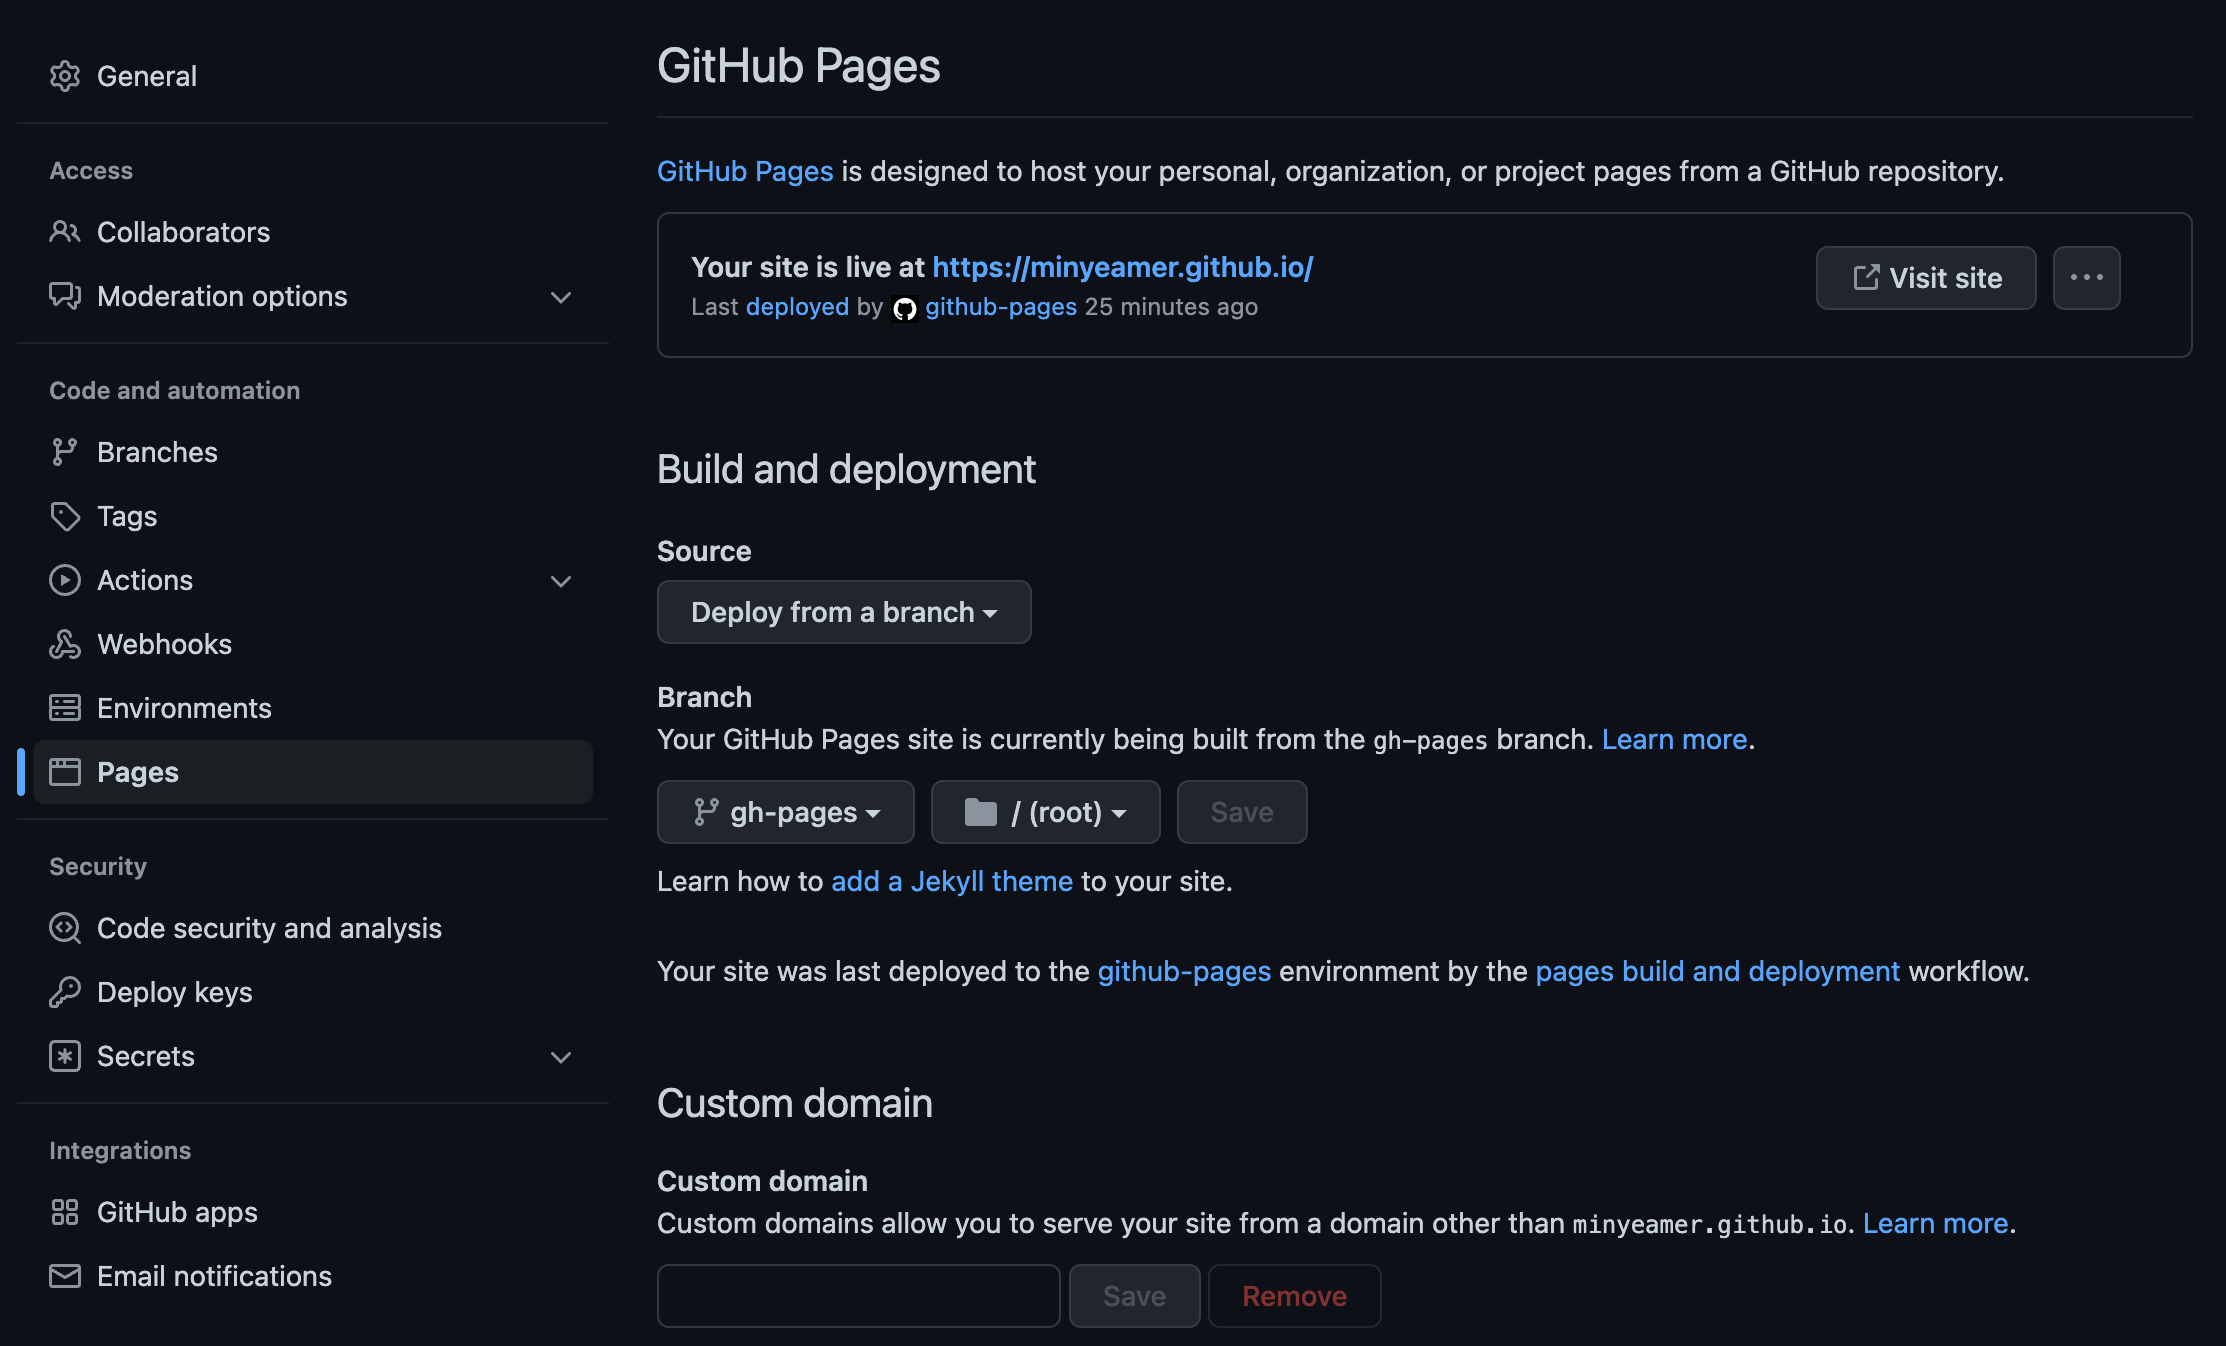 General
Access
Collaborators
Moderation options
Code and automation
Branches
Tags
Actions
Webhooks
Environments
Pages
Security
Code security and analysis
Deploy keys
Secrets
Integrations
GitHub apps
Email notifications
GitHub Pages
GitHub Pages is designed to host your personal, organization, or project pages from a GitHub repository.
Your site is live at https://minyeamer.github.io/
Last deployed by github-pages 25 minutes ago
Visit site
Build and deployment
Source
Deploy from a branch
Branch
Your GitHub Pages site is currently being built from the gh-pages branch. Learn more.
gh-pages / (root) Save
Learn how to add a Jekyll theme to your site.
Your site was last deployed to the github-pages environment by the pages build and deployment workflow.
Custom domain
Custom domain
Custom domains allow you to serve your site from a domain other than minyeamer.github.io. Learn more.
Save Remove